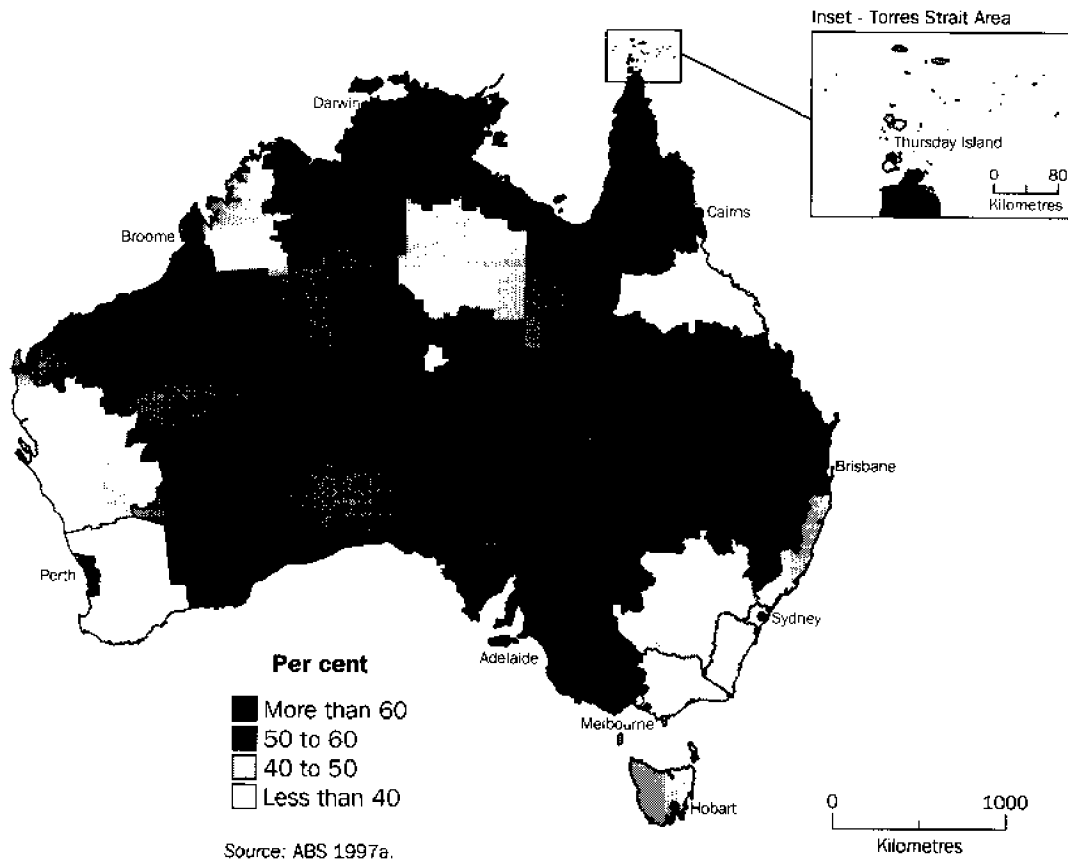 Inset - Torres Strait Area
Darwin
Thursday Island
0 80
Kilometres
Cairns
Broome
Brisbane
Perth
Sydney
Adelaide
Per cent
More than 60
50 to 60
40 to 50
Less than 40
Melbourne
Hobart
0 1000
Kilometres
Source: ABS 1997a.